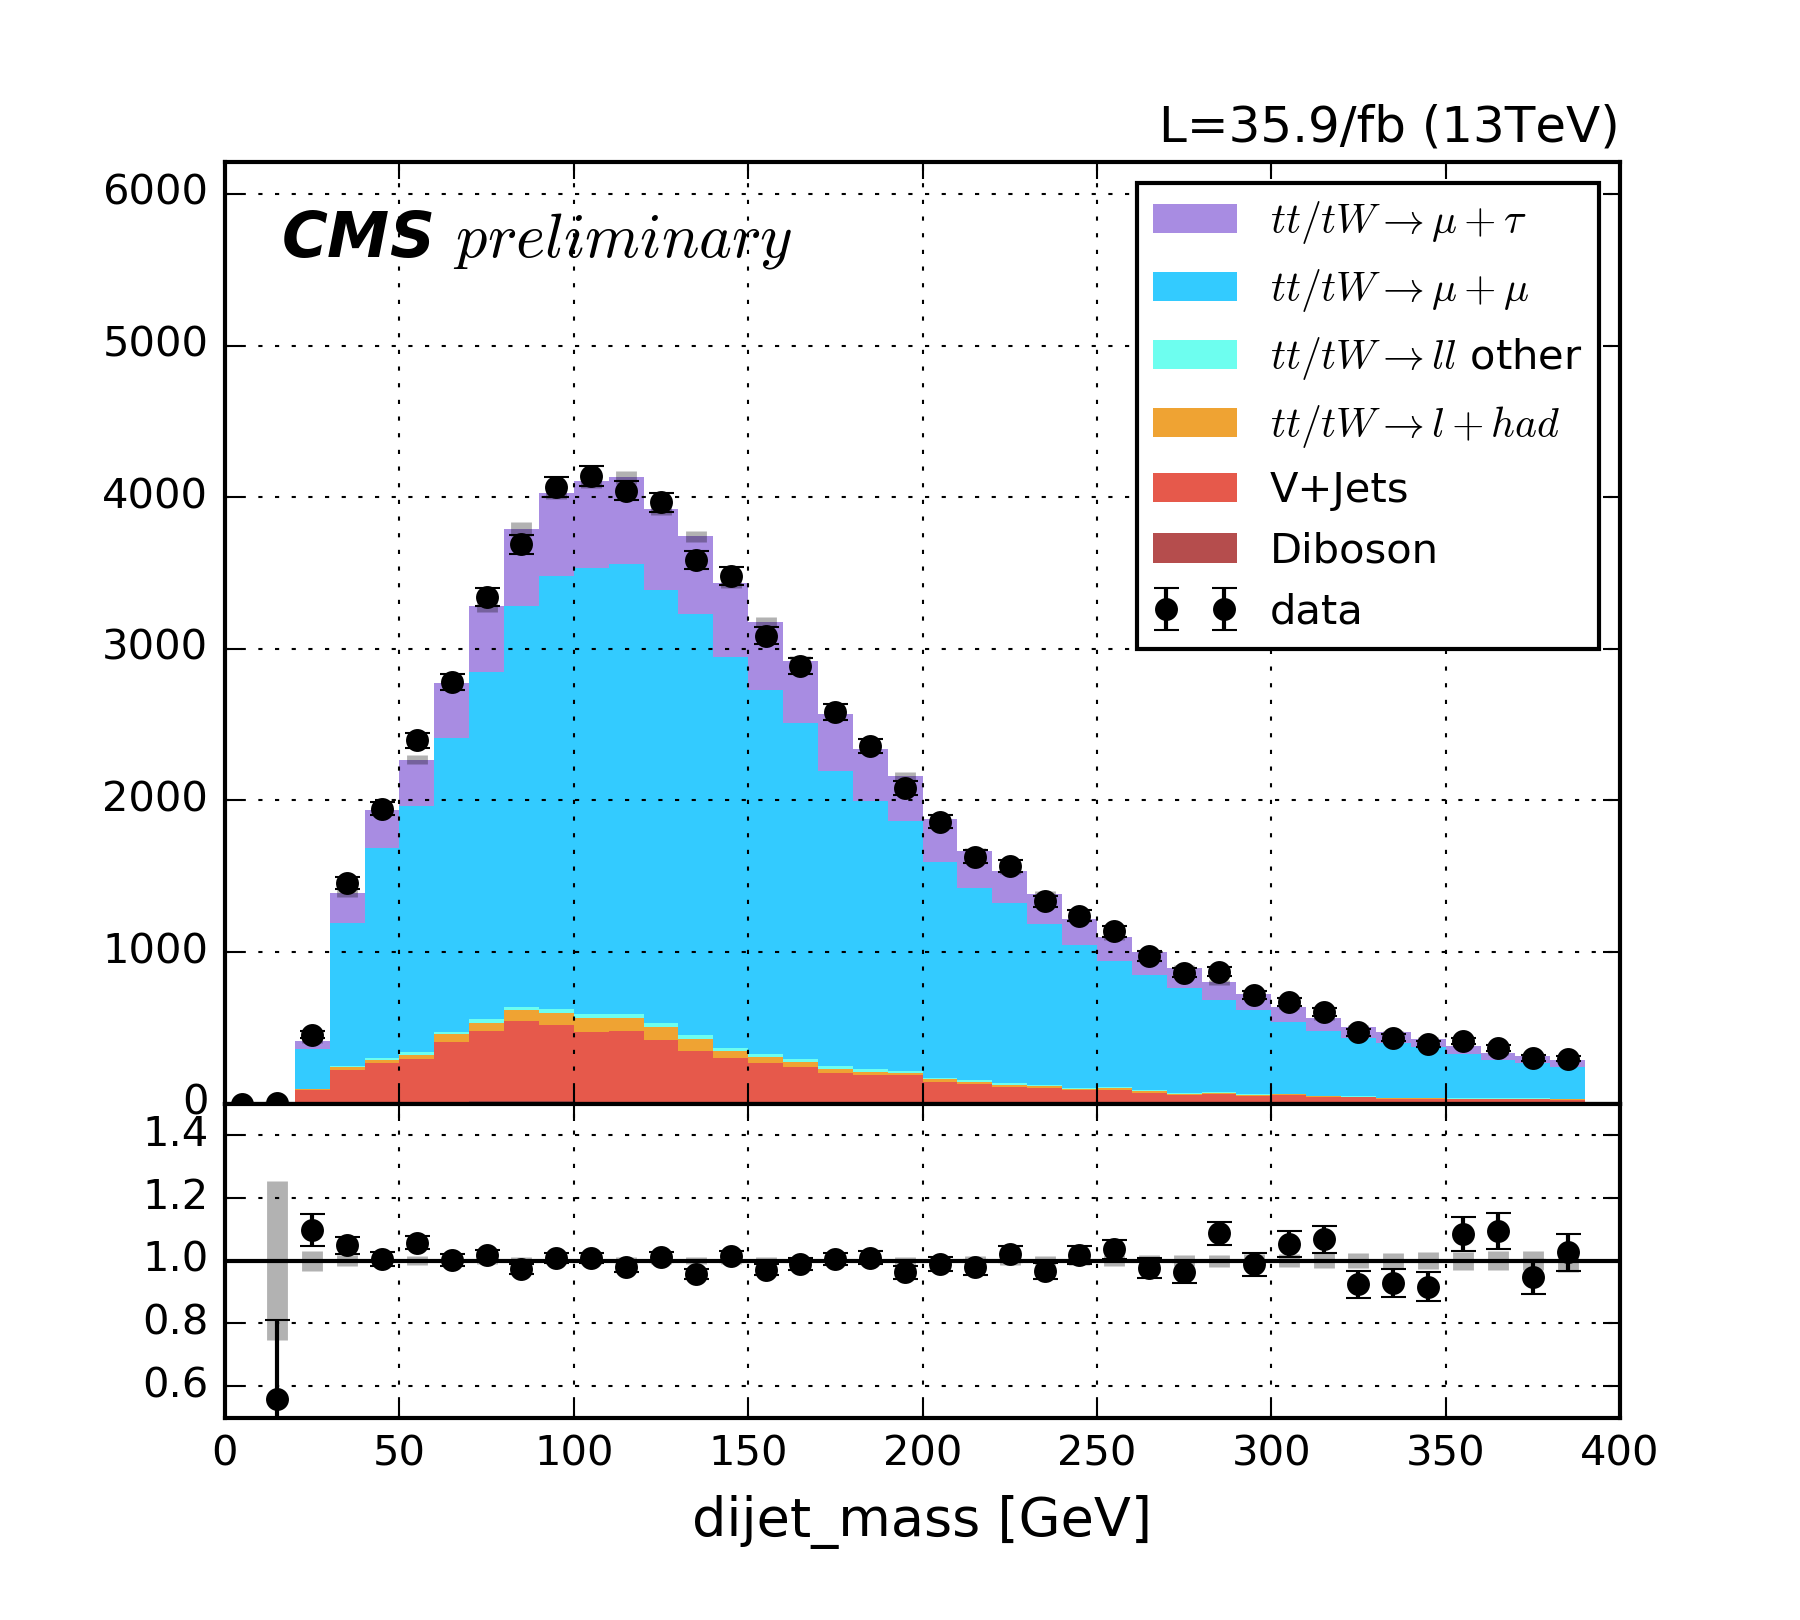 L=35.9/fb (13TeV)
CMS preliminary
6000
5000
4000
3000
2000
1000
0
tt/tW→μ+τ
tt/tW→μ+μ
tt/tW→ll other
tt/tW→l+had
V+Jets
Diboson
data
1.4
1.2
1.0
0.8
0.6
0 50 100 150 200 250 300 350 400
dijet_mass [GeV]